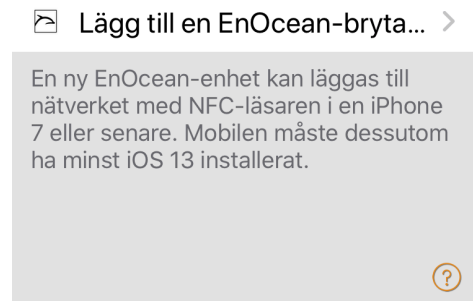 Lägg till en EnOcean-bryta...
En ny EnOcean-enhet kan läggas till
nätverket med NFC-läsaren i en iPhone
7 eller senare. Mobilen måste dessutom
ha minst iOS 13 installerat.
?